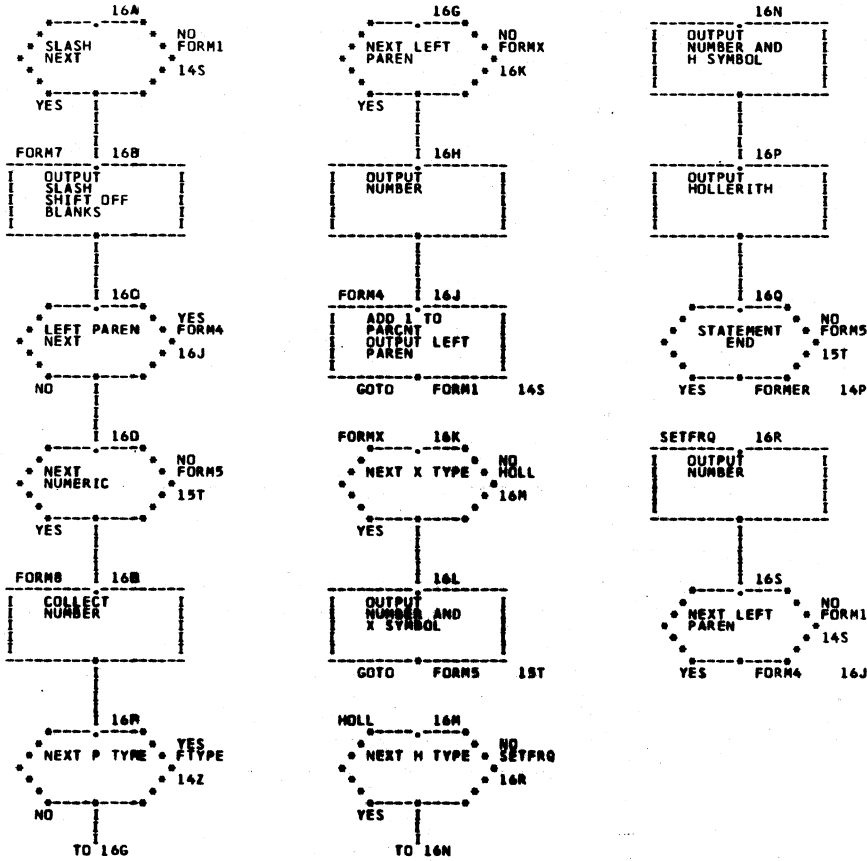 16A
SLASH
NEXT
NO
FORM1
14S
YES
FORM7 16B
OUTPUT
SLASH
SHIFT OFF
BLANKS
16C
LEFT PAREN
NEXT
YES
FORM4
16J
NO
16D
NEXT
NUMERIC
NO
FORM5
15T
YES
FORM8 16E
COLLECT
NUMBER
16F
NEXT P TYPE
YES
FTYPE
14Z
NO
TO 16G
16G
NEXT LEFT
PAREN
NO
FORMX
16K
YES
16H
OUTPUT
NUMBER
FORM4 16J
ADD 1 TO
PARCNT
OUTPUT LEFT
PAREN
GOTO FORM1 14S
FORMX 16K
NEXT X TYPE
NO
HOLL
16M
YES
16L
OUTPUT
NUMBER AND
X SYMBOL
GOTO FORM5 15T
HOLL 16M
NEXT H TYPE
NO
SETFRQ
16R
YES
TO 16N
16N
OUTPUT
NUMBER AND
H SYMBOL
16P
OUTPUT
HOLLERITH
16Q
STATEMENT
END
NO
FORM5
15T
YES FORMER 14P
SETFRQ 16R
OUTPUT
NUMBER
16S
NEXT LEFT
PAREN
NO
FORM1
14S
YES FORM4 16J